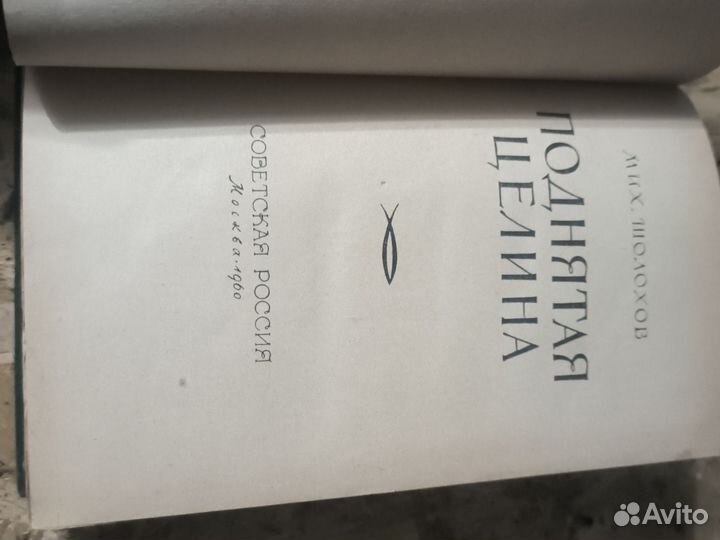 МИХ. ШОЛОХОВ
ПОДНЯТАЯ
ЦЕЛИНА
СОВЕТСКАЯ РОССИЯ
Москва·1960
Avito